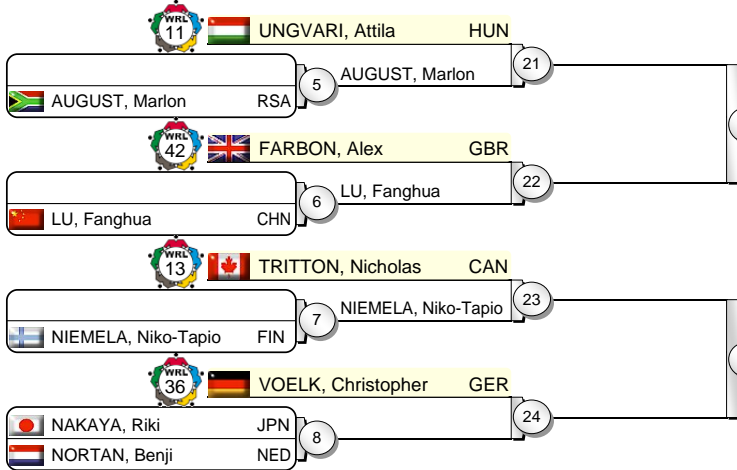 WRL
11 UNGVARI, Attila HUN
21
5 AUGUST, Marlon
AUGUST, Marlon RSA
WRL
42 FARBON, Alex GBR
22
6 LU, Fanghua
LU, Fanghua CHN
WRL
13 TRITTON, Nicholas CAN
23
7 NIEMELA, Niko-Tapio
NIEMELA, Niko-Tapio FIN
WRL
36 VOELK, Christopher GER
24
NAKAYA, Riki JPN
8
NORTAN, Benji NED